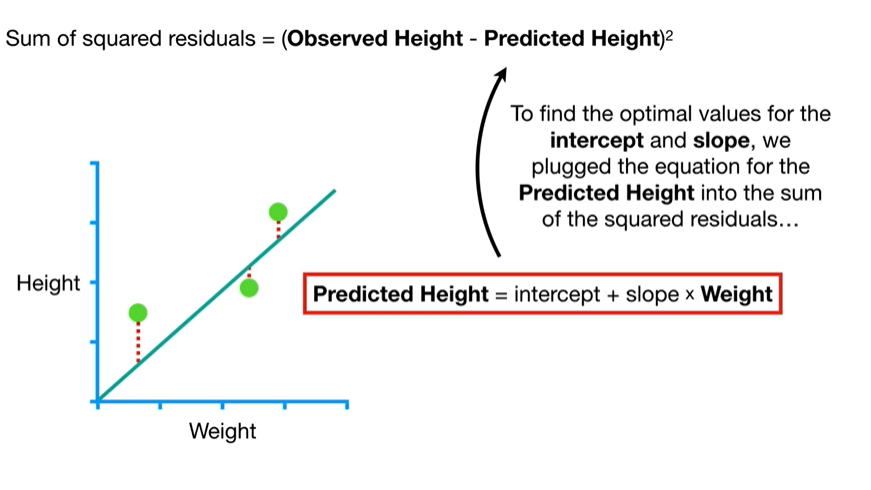 Sum of squared residuals = (Observed Height - Predicted Height)²
To find the optimal values for the
intercept and slope, we
plugged the equation for the
Predicted Height into the sum
of the squared residuals...
Height
Predicted Height = intercept + slope × Weight
Weight